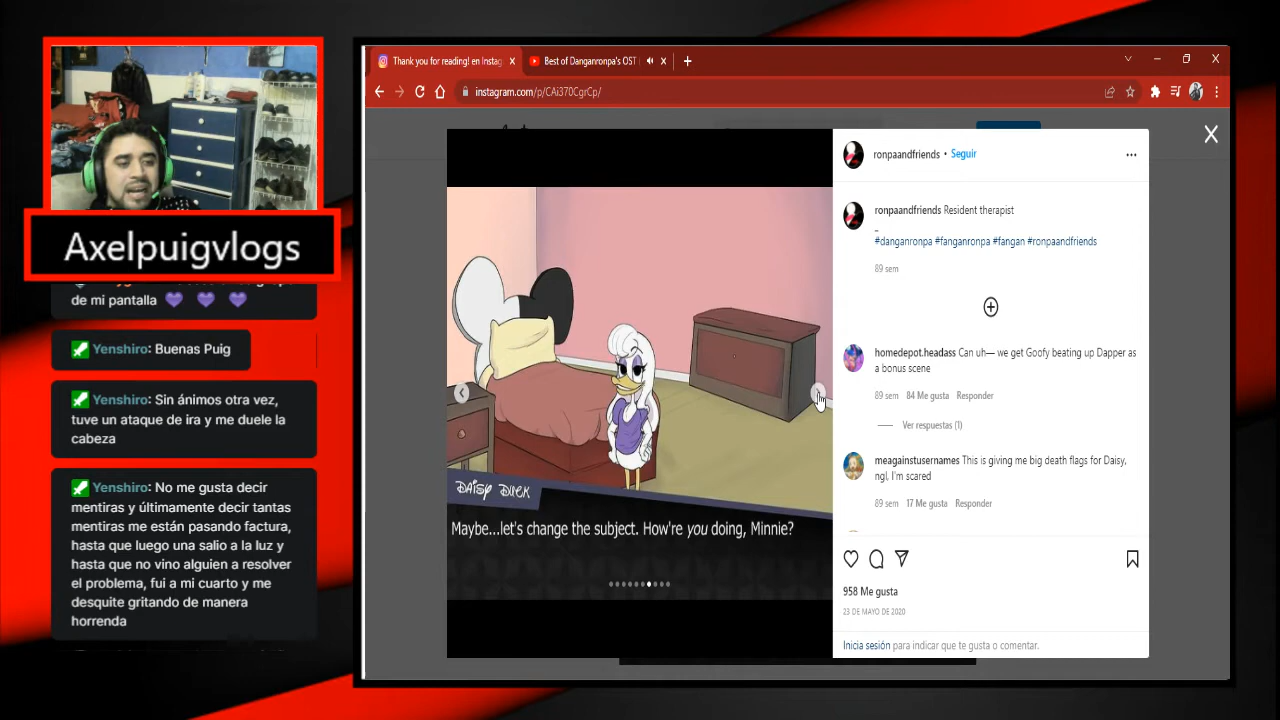 Axelpuigvlogs
de mi pantalla
Yenshiro: Buenas Puig
Yenshiro: Sin ánimos otra vez,
tuve un ataque de ira y me duele la
cabeza
Yenshiro: No me gusta decir
mentiras y últimamente decir tantas
mentiras me están pasando factura,
hasta que luego una salio a la luz y
hasta que no vino alguien a resolver
el problema, fui a mi cuarto y me
desquite gritando de manera
horrenda
Thank you for reading! en Instag
Best of Danganronpa's OST
instagram.com/p/CAi370CgrCp/
DAISY DUCK
Maybe...let's change the subject. How're you doing, Minnie?
ronpaandfriends • Seguir
ronpaandfriends Resident therapist
_
#danganronpa #fanganronpa #fangan #ronpaandfriends
89 sem
homedepot.headass Can uh— we get Goofy beating up Dapper as
a bonus scene
89 sem 84 Me gusta Responder
Ver respuestas (1)
meagainstusernames This is giving me big death flags for Daisy,
ngl, I'm scared
89 sem 17 Me gusta Responder
958 Me gusta
23 DE MAYO DE 2020
Inicia sesión para indicar que te gusta o comentar.